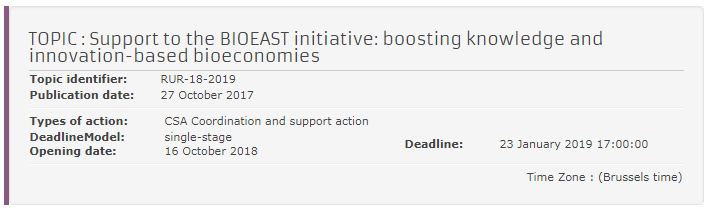 TOPIC : Support to the BIOEAST initiative: boosting knowledge and
innovation-based bioeconomies
Topic identifier: RUR-18-2019
Publication date: 27 October 2017
Types of action: CSA Coordination and support action
DeadlineModel: single-stage
Opening date: 16 October 2018
Deadline: 23 January 2019 17:00:00
Time Zone : (Brussels time)